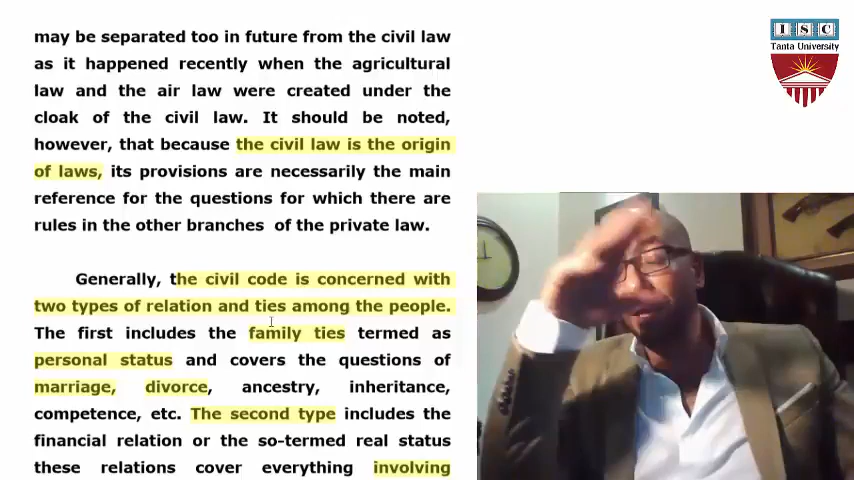 may be separated too in future from the civil law
as it happened recently when the agricultural
law and the air law were created under the
cloak of the civil law. It should be noted,
however, that because the civil law is the origin
of laws, its provisions are necessarily the main
reference for the questions for which there are
rules in the other branches of the private law.
Generally, the civil code is concerned with
two types of relation and ties among the people.
The first includes the family ties termed as
personal status and covers the questions of
marriage, divorce, ancestry, inheritance,
competence, etc. The second type includes the
financial relation or the so-termed real status
these relations cover everything involving
I S C
Tanta University